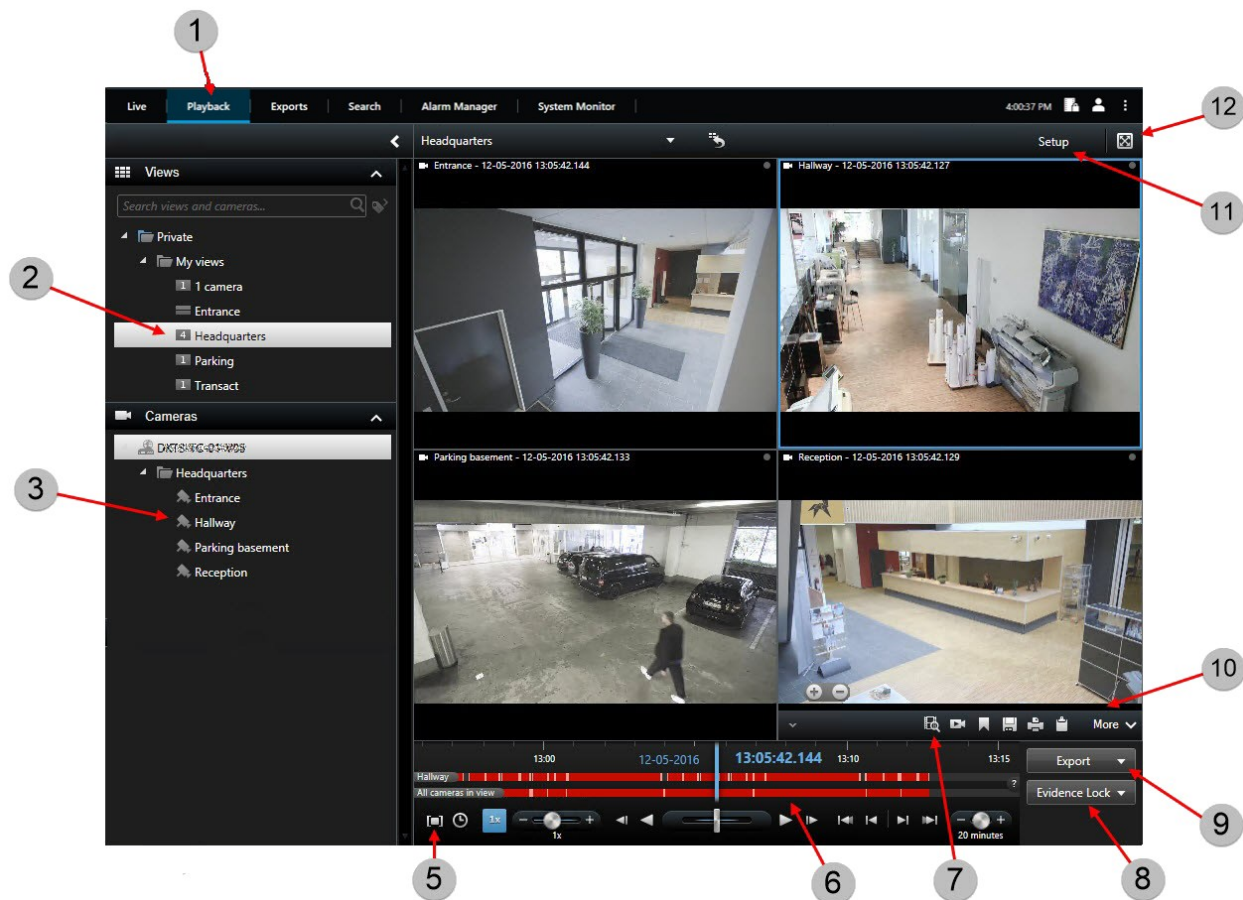 1
Live Playback Exports Search Alarm Manager System Monitor 4:00:37 PM
12
Headquarters Setup
11
Views
Search views and cameras...
Private
My views
2
1 1 camera
Entrance
4 Headquarters
1 Parking
1 Transact
Cameras
3
Headquarters
Entrance
Hallway
Parking basement
Reception
Entrance - 12-05-2016 13:05:42.144
Hallway - 12-05-2016 13:05:42.127
Parking basement - 12-05-2016 13:05:42.133
Reception - 12-05-2016 13:05:42.129
10
More
13:00 12-05-2016 13:05:42.144 13:10 13:15
Hallway
All cameras in view
?
Export
Evidence Lock
1x
1x
20 minutes
9
5
6
7
8